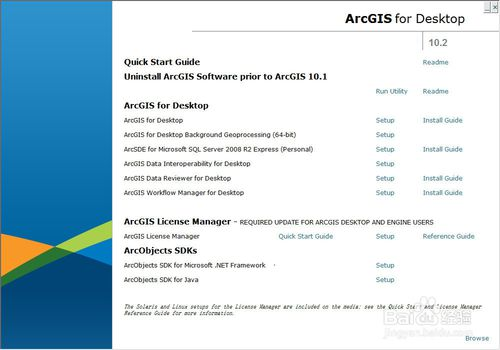 ArcGIS for Desktop
10.2
Quick Start Guide Readme
Uninstall ArcGIS Software prior to ArcGIS 10.1
Run Utility Readme
ArcGIS for Desktop
ArcGIS for Desktop Setup Install Guide
ArcGIS for Desktop Background Geoprocessing (64-bit) Setup
ArcSDE for Microsoft SQL Server 2008 R2 Express (Personal) Setup Install Guide
ArcGIS Data Interoperability for Desktop Setup
ArcGIS Data Reviewer for Desktop Setup Install Guide
ArcGIS Workflow Manager for Desktop Setup Install Guide
ArcGIS License Manager - REQUIRED UPDATE FOR ARCGIS DESKTOP AND ENGINE USERS
ArcGIS License Manager Quick Start Guide Setup Reference Guide
ArcObjects SDKs
ArcObjects SDK for Microsoft .NET Framework Setup
ArcObjects SDK for Java Setup
The Solaris and Linux setups for the License Manager are included on the media; see the Quick Start and License Manager
Reference Guide for more information.
Baidu经验
jingyan.baidu.com
Browse